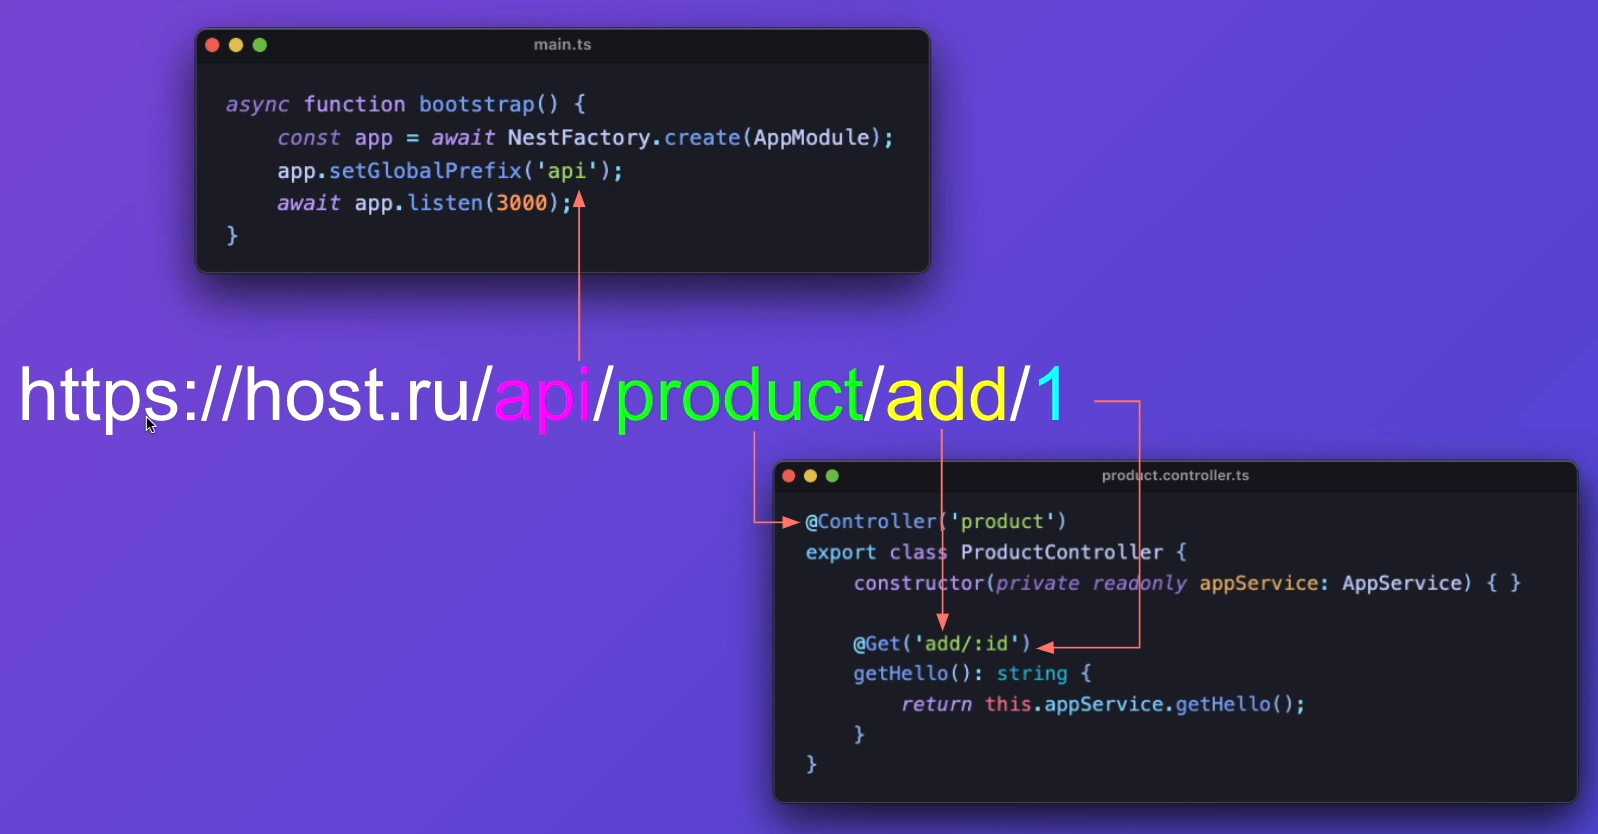 main.ts
async function bootstrap() {
const app = await NestFactory.create(AppModule);
app.setGlobalPrefix('api');
await app.listen(3000);
}
https://host.ru/api/product/add/1
product.controller.ts
@Controller('product')
export class ProductController {
constructor(private readonly appService: AppService) { }
@Get('add/:id')
getHello(): string {
return this.appService.getHello();
}
}